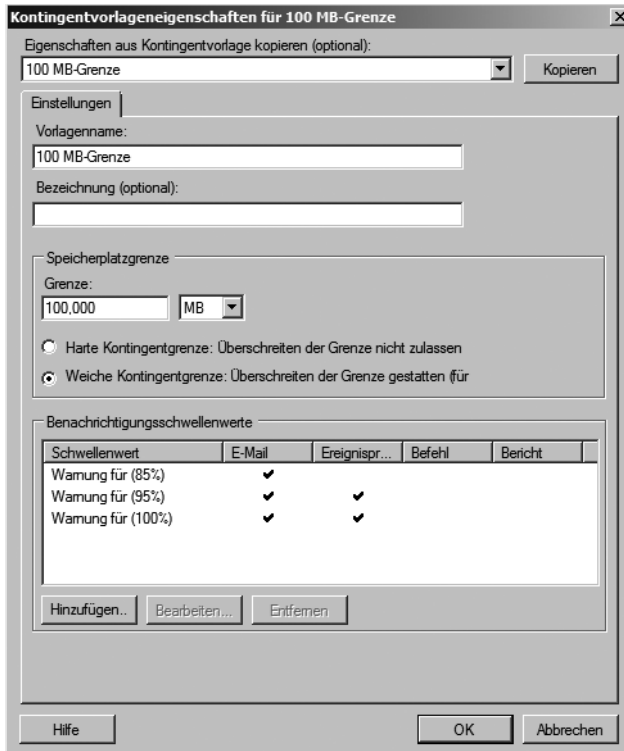 Kontingentvorlageneigenschaften für 100 MB-Grenze
Eigenschaften aus Kontingentvorlage kopieren (optional):
100 MB-Grenze
Kopieren
Einstellungen
Vorlagenname:
100 MB-Grenze
Bezeichnung (optional):
Speicherplatzgrenze
Grenze:
100,000 MB
Harte Kontingentgrenze: Überschreiten der Grenze nicht zulassen
Weiche Kontingentgrenze: Überschreiten der Grenze gestatten (für
Benachrichtigungsschwellenwerte
Schwellenwert E-Mail Ereignispr... Befehl Bericht
Warnung für (85%)
Warnung für (95%)
Warnung für (100%)
Hinzufügen.. Bearbeiten... Entfernen
Hilfe OK Abbrechen